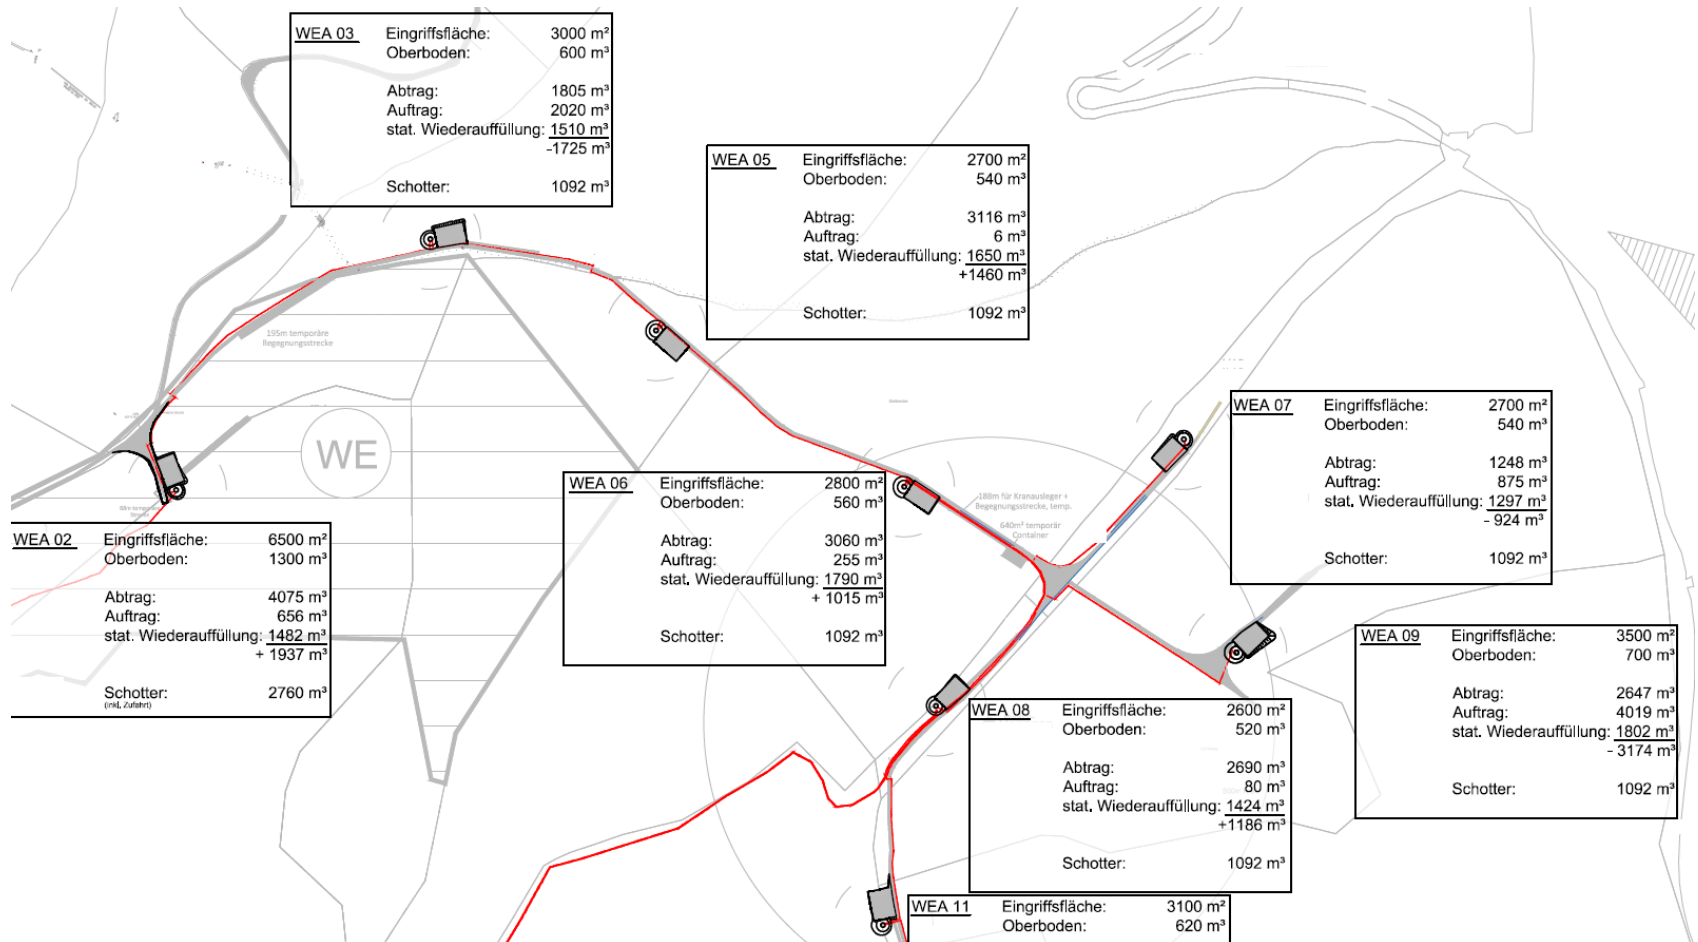 WEA 03 Eingriffsfläche: 3000 m²
Oberboden: 600 m³
Abtrag: 1805 m³
Auftrag: 2020 m³
stat. Wiederauffüllung: 1510 m³
-1725 m³
Schotter: 1092 m³
WEA 05 Eingriffsfläche: 2700 m²
Oberboden: 540 m³
Abtrag: 3116 m³
Auftrag: 6 m³
stat. Wiederauffüllung: 1650 m³
+1460 m³
Schotter: 1092 m³
195m temporäre
Begegnungsstrecke
WE
WEA 07 Eingriffsfläche: 2700 m²
Oberboden: 540 m³
Abtrag: 1248 m³
Auftrag: 875 m³
stat. Wiederauffüllung: 1297 m³
- 924 m³
Schotter: 1092 m³
WEA 06 Eingriffsfläche: 2800 m²
Oberboden: 560 m³
Abtrag: 3060 m³
Auftrag: 255 m³
stat. Wiederauffüllung: 1790 m³
+ 1015 m³
Schotter: 1092 m³
188m für Kranausleger +
Begegnungsstrecke, temp.
640m² temporär
Container
WEA 02 Eingriffsfläche: 6500 m²
Oberboden: 1300 m³
Abtrag: 4075 m³
Auftrag: 656 m³
stat. Wiederauffüllung: 1482 m³
+ 1937 m³
Schotter: 2760 m³
(inkl. Zufahrt)
WEA 09 Eingriffsfläche: 3500 m²
Oberboden: 700 m³
Abtrag: 2647 m³
Auftrag: 4019 m³
stat. Wiederauffüllung: 1802 m³
- 3174 m³
Schotter: 1092 m³
WEA 08 Eingriffsfläche: 2600 m²
Oberboden: 520 m³
Abtrag: 2690 m³
Auftrag: 80 m³
stat. Wiederauffüllung: 1424 m³
+1186 m³
Schotter: 1092 m³
WEA 11 Eingriffsfläche: 3100 m²
Oberboden: 620 m³